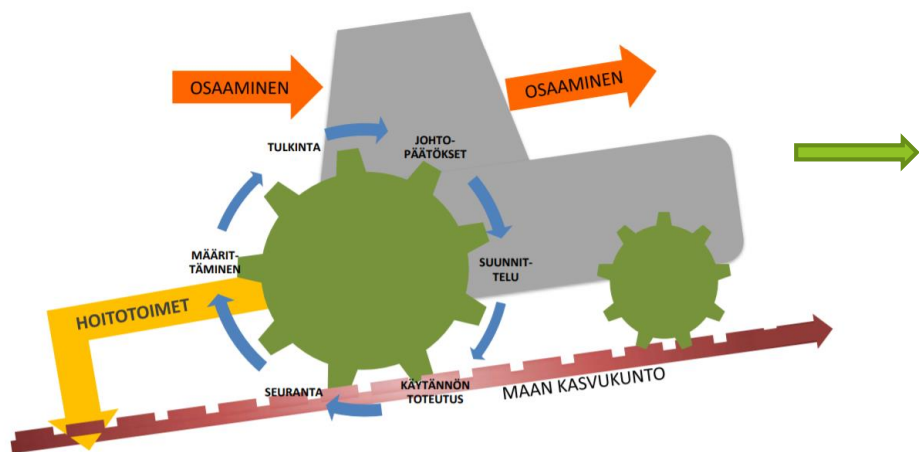 OSAAMINEN
OSAAMINEN
TULKINTA
JOHTO-
PÄÄTÖKSET
MÄÄRIT-
TÄMINEN
SUUNNIT-
TELU
HOITOTOIMET
SEURANTA
KÄYTÄNNÖN
TOTEUTUS
MAAN KASVUKUNTO